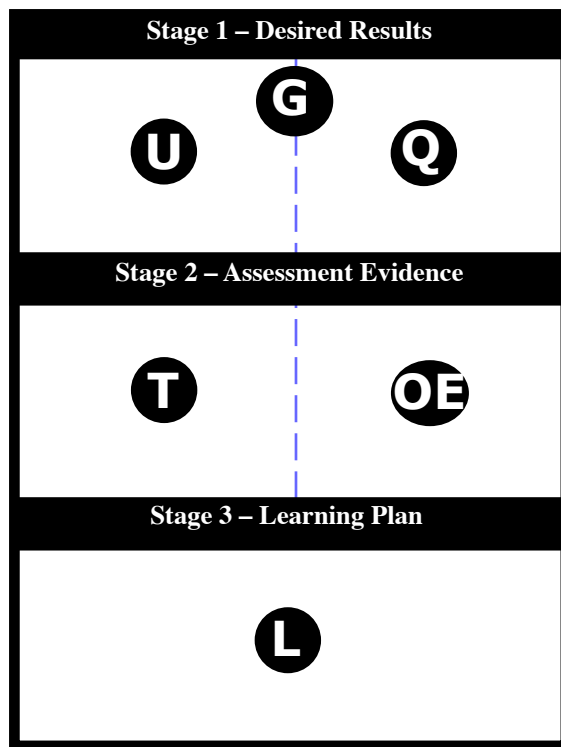 Stage 1 – Desired Results
G
U
Q
Stage 2 – Assessment Evidence
T
OE
Stage 3 – Learning Plan
L